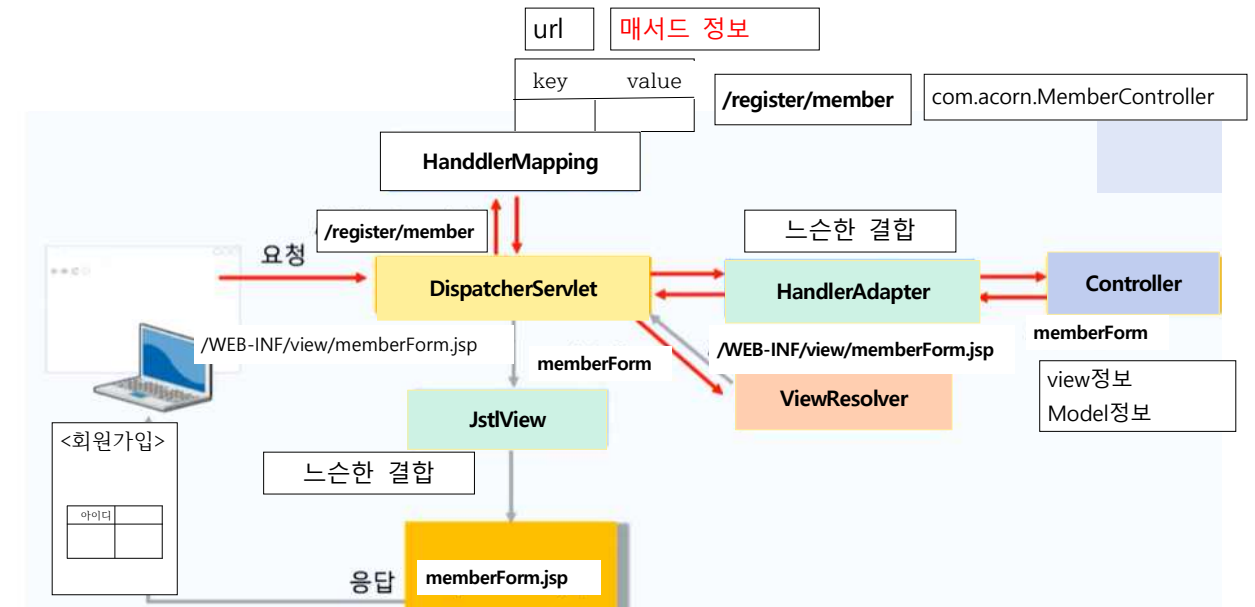 url
매서드 정보
key
value
/register/member
com.acorn.MemberController
HanddlerMapping
/register/member
느슨한 결합
요청
DispatcherServlet
HandlerAdapter
Controller
/WEB-INF/view/memberForm.jsp
memberForm
/WEB-INF/view/memberForm.jsp
memberForm
view정보
Model정보
ViewResolver
JstlView
<회원가입>
느슨한 결합
아이디
응답
memberForm.jsp